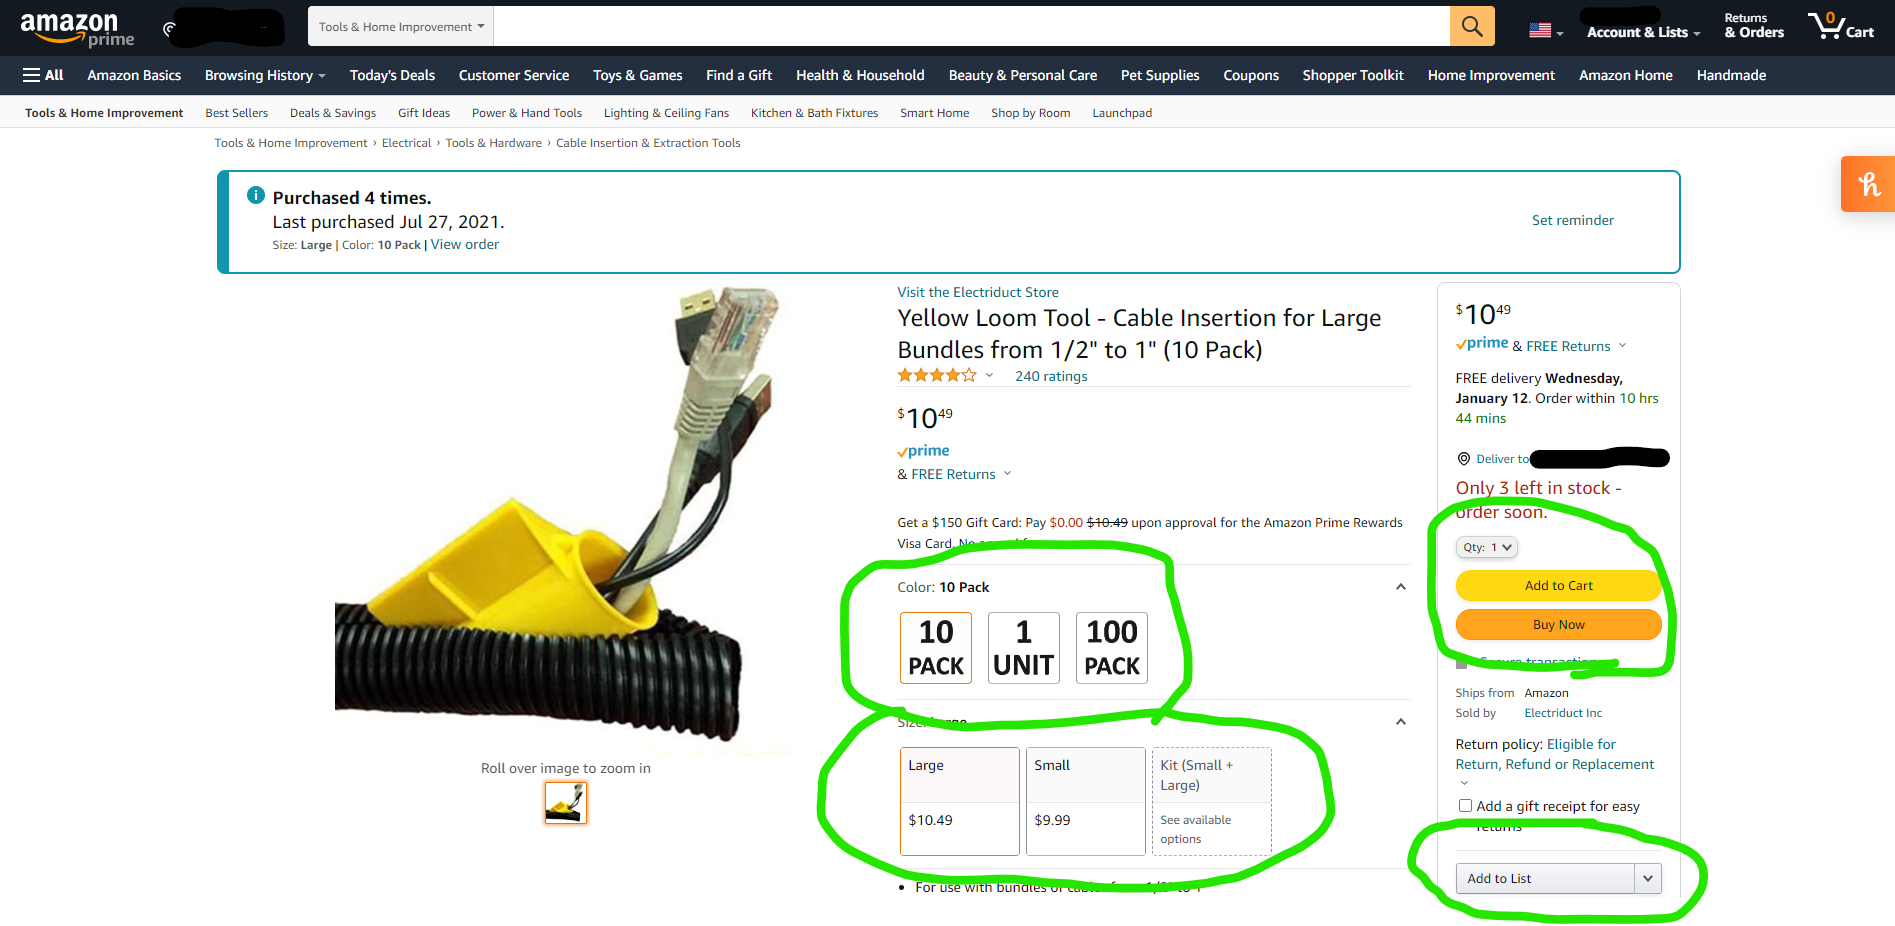 amazon
prime
Tools & Home Improvement
Account & Lists
Returns
& Orders
0
Cart
All
Amazon Basics
Browsing History
Today's Deals
Customer Service
Toys & Games
Find a Gift
Health & Household
Beauty & Personal Care
Pet Supplies
Coupons
Shopper Toolkit
Home Improvement
Amazon Home
Handmade
Tools & Home Improvement
Best Sellers
Deals & Savings
Gift Ideas
Power & Hand Tools
Lighting & Ceiling Fans
Kitchen & Bath Fixtures
Smart Home
Shop by Room
Launchpad
Tools & Home Improvement › Electrical › Tools & Hardware › Cable Insertion & Extraction Tools
Purchased 4 times.
Last purchased Jul 27, 2021.
Size: Large | Color: 10 Pack | View order
Set reminder
Roll over image to zoom in
Visit the Electriduct Store
Yellow Loom Tool - Cable Insertion for Large
Bundles from 1/2" to 1" (10 Pack)
240 ratings
$10 49
prime
& FREE Returns
Get a $150 Gift Card: Pay $0.00 $10.49 upon approval for the Amazon Prime Rewards
Visa Card. No
Color: 10 Pack
10
PACK
1
UNIT
100
PACK
Size: Large
Large
$10.49
Small
$9.99
Kit (Small +
Large)
See available
options
• For use with bundles of cables from 1/2" to 1"
$10 49
prime & FREE Returns
FREE delivery Wednesday,
January 12. Order within 10 hrs
44 mins
Deliver to
Only 3 left in stock -
order soon.
Qty: 1
Add to Cart
Buy Now
Secure transaction
Ships from Amazon
Sold by Electriduct Inc
Return policy: Eligible for
Return, Refund or Replacement
Add a gift receipt for easy
returns
Add to List